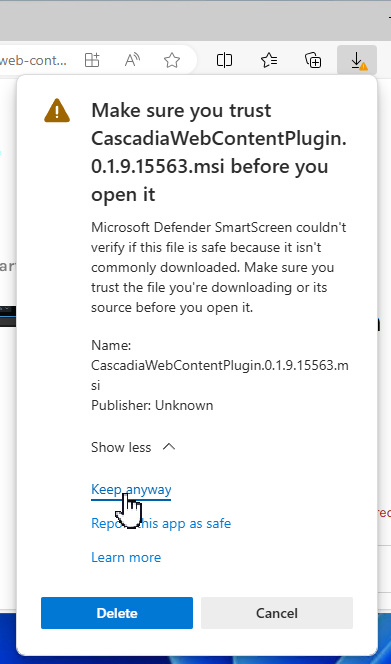 web-cont...
Make sure you trust
CascadiaWebContentPlugin.
0.1.9.15563.msi before you
open it
Microsoft Defender SmartScreen couldn't
verify if this file is safe because it isn't
commonly downloaded. Make sure you
trust the file you're downloading or its
source before you open it.
Name:
CascadiaWebContentPlugin.0.1.9.15563.m
si
Publisher: Unknown
Show less
Keep anyway
Report this app as safe
Learn more
Delete
Cancel